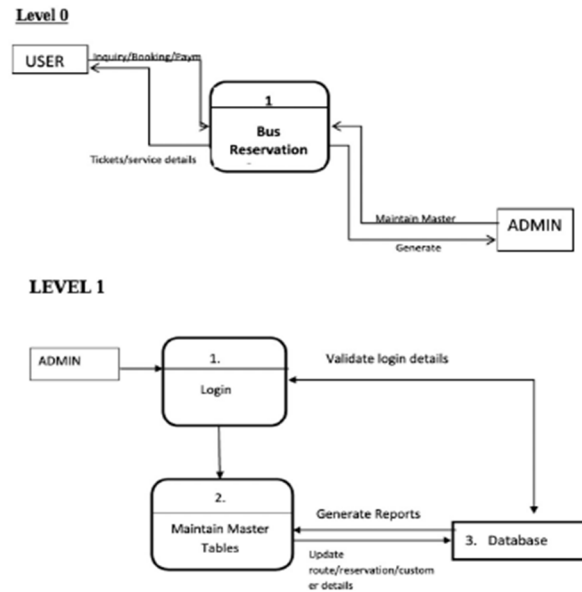 Level 0
USER
Inquiry/Booking/Paym
1
Bus
Reservation
Tickets/service details
Maintain Master
ADMIN
Generate
LEVEL 1
ADMIN
1.
Login
Validate login details
2.
Maintain Master
Tables
Generate Reports
3. Database
Update
route/reservation/custom
er details